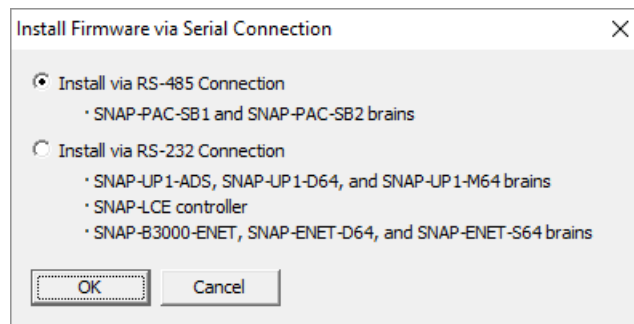 Install Firmware via Serial Connection
Install via RS-485 Connection
· SNAP-PAC-SB1 and SNAP-PAC-SB2 brains
Install via RS-232 Connection
· SNAP-UP1-ADS, SNAP-UP1-D64, and SNAP-UP1-M64 brains
· SNAP-LCE controller
· SNAP-B3000-ENET, SNAP-ENET-D64, and SNAP-ENET-S64 brains
OK Cancel